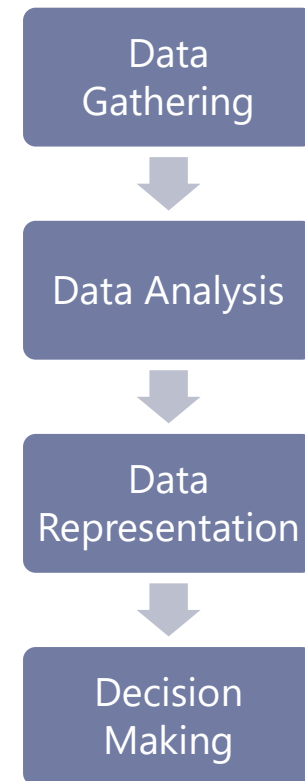 Data
Gathering
Data Analysis
Data
Representation
Decision
Making